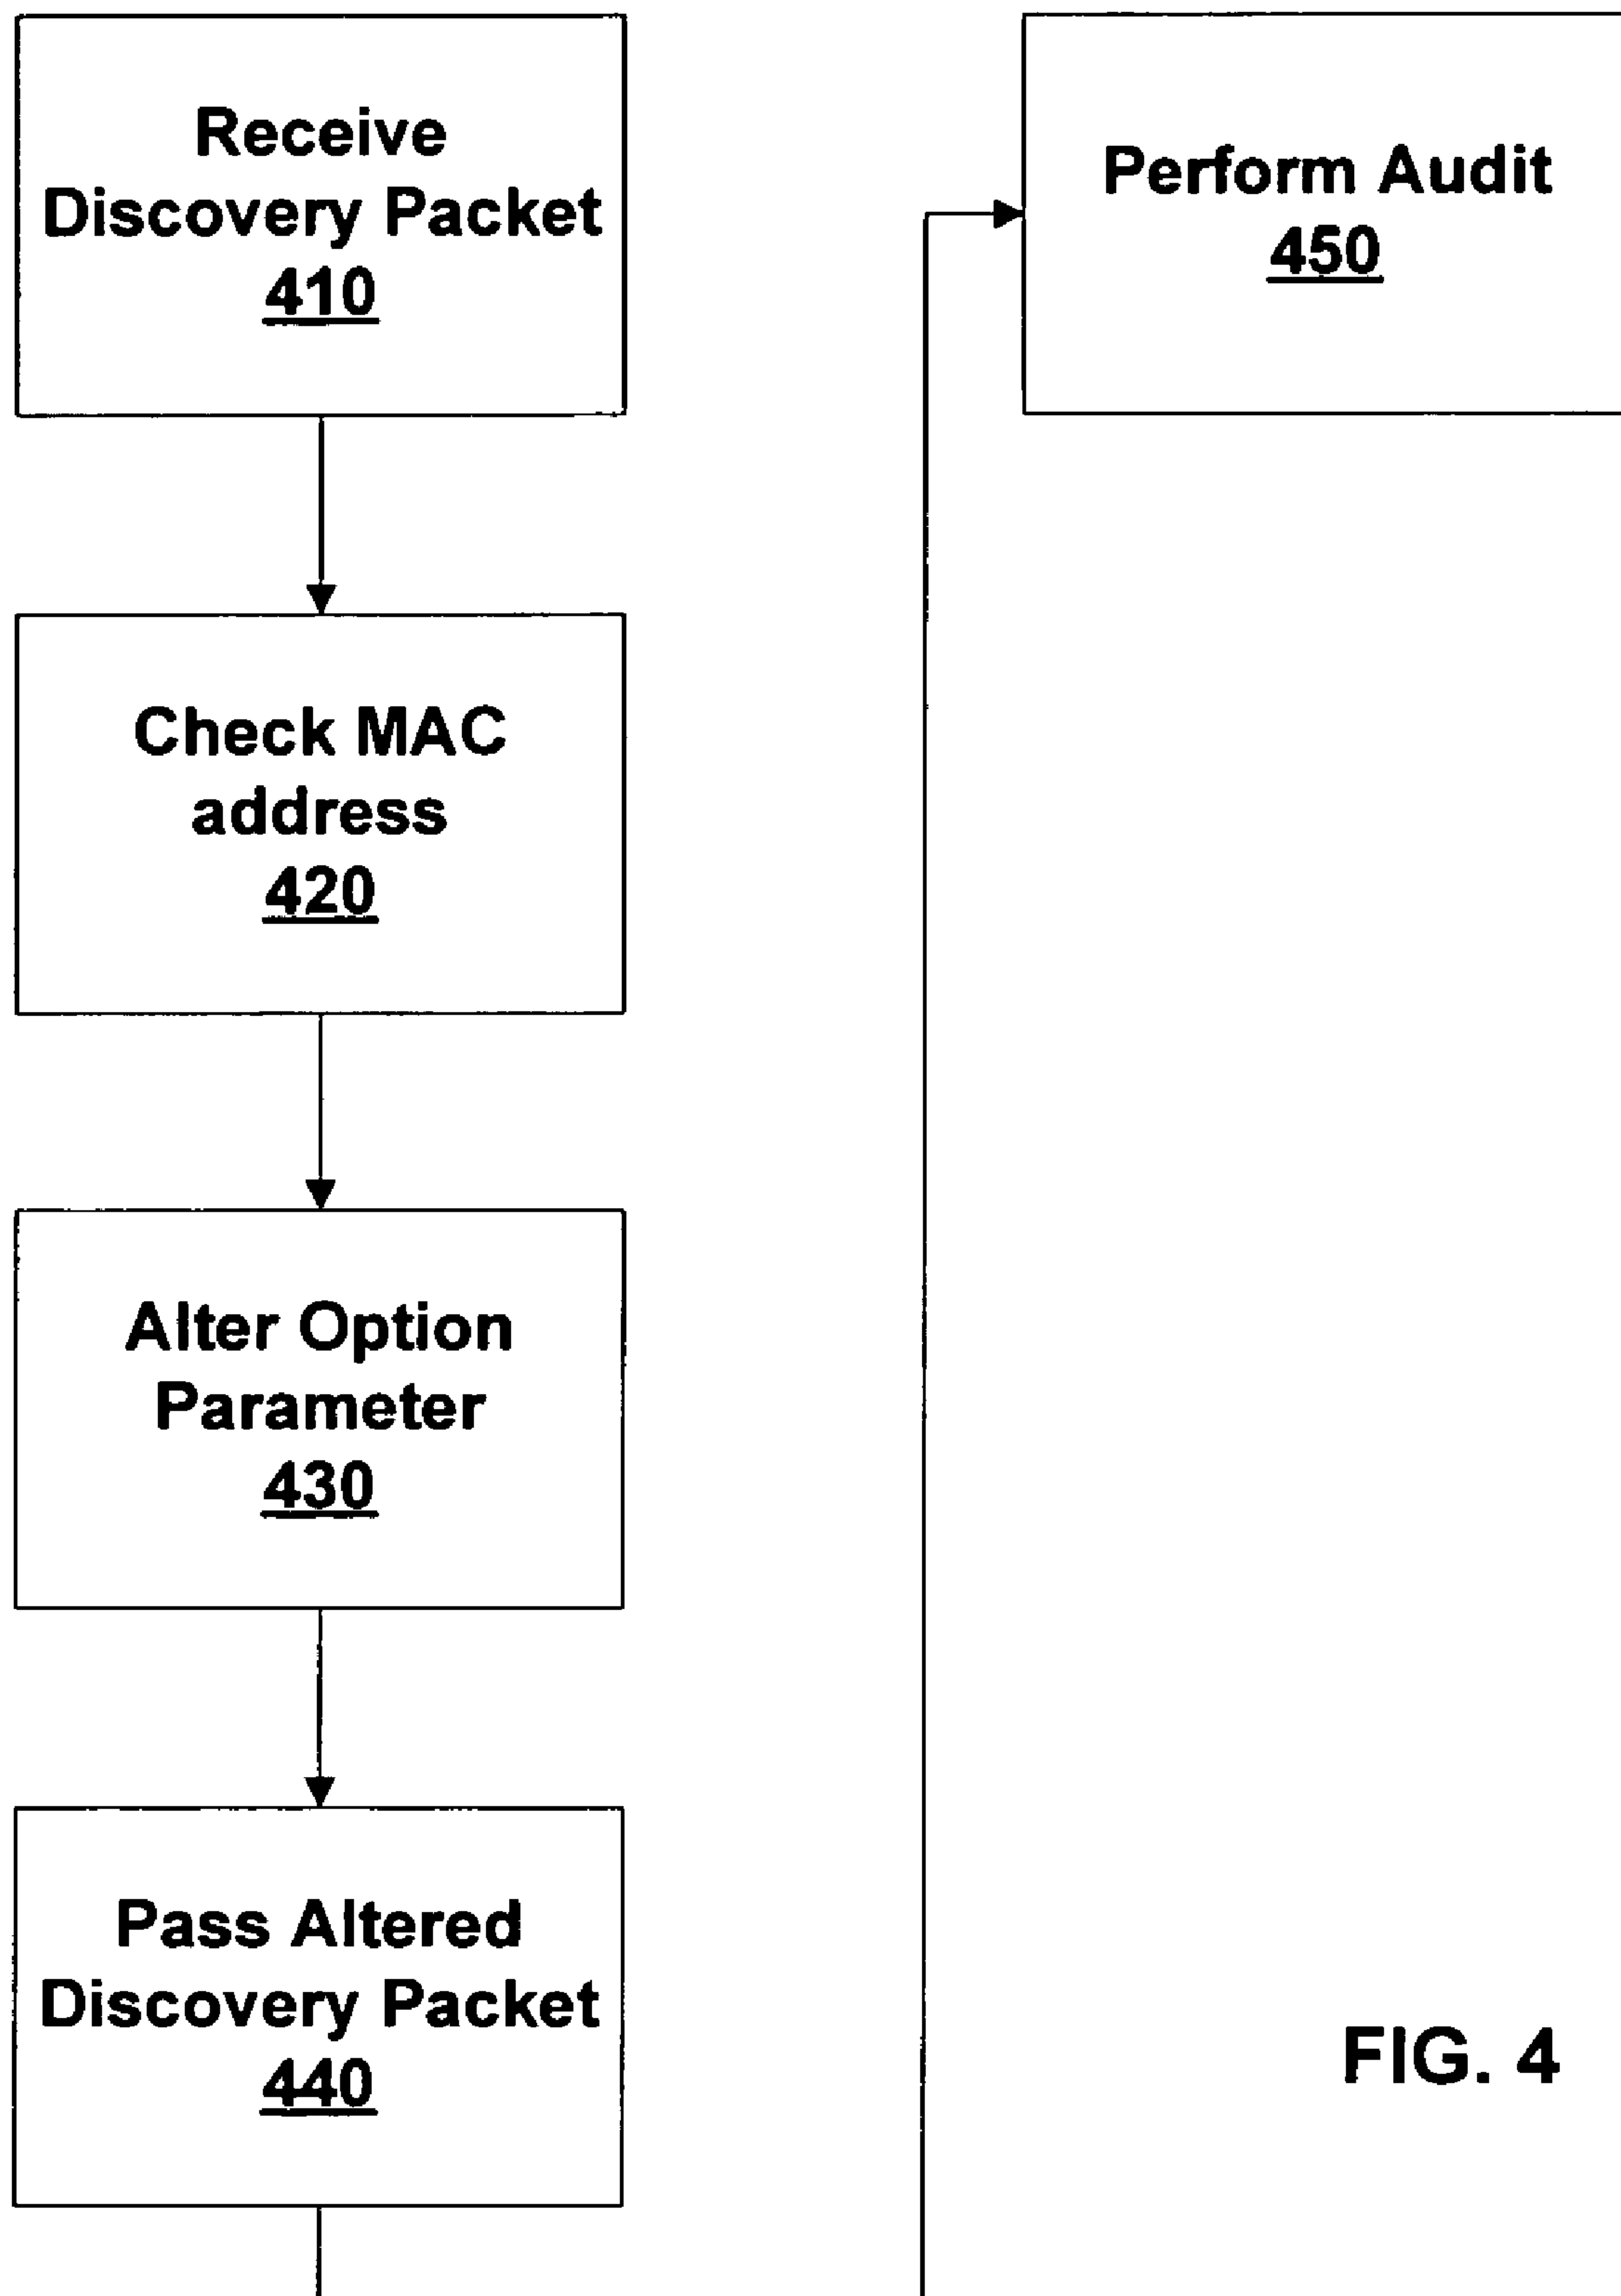 Receive
Discovery Packet
410
Check MAC
address
420
Alter Option
Parameter
430
Pass Altered
Discovery Packet
440
Perform Audit
450
FIG. 4